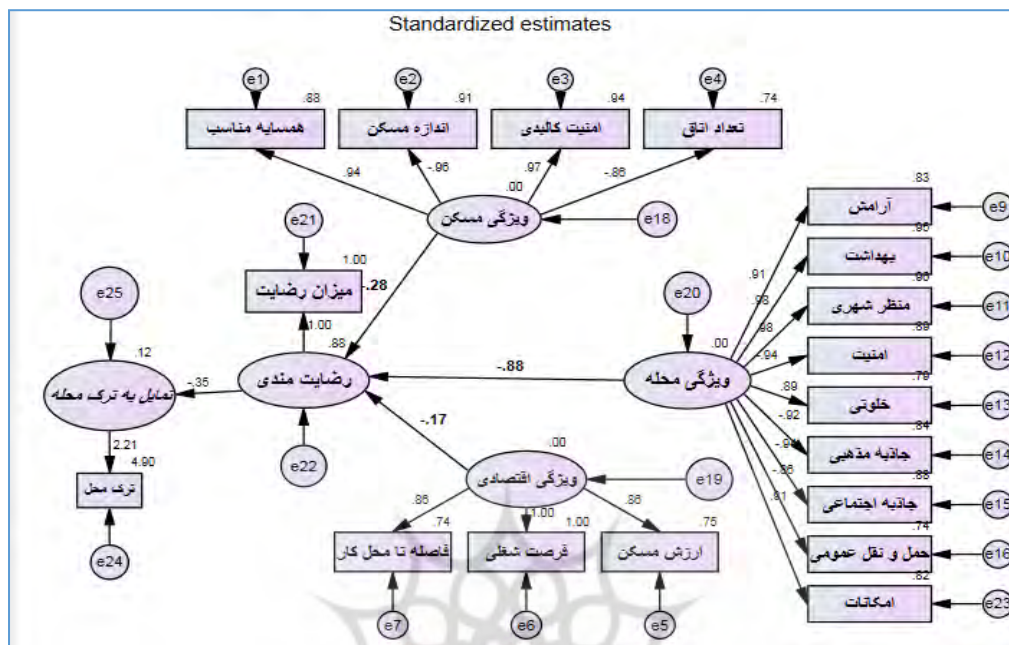 Standardized estimates
e1
e2
e3
e4
.88
.91
.94
.74
همسایه مناسب
اندازه مسکن
امنیت کالبدی
تعداد اتاق
.94
-.96
.97
-.86
.00
ویژگی مسکن
e18
e21
1.00
میزان رضایت
-.28
1.00
.88
رضایت مندی
e22
e25
.12
تمایل به ترک محله
-.35
2.21
4.90
ترک محل
e24
-.88
-.17
e20
.00
ویژگی محله
.00
ویژگی اقتصادی
e19
.86
1.00
.86
.74
1.00
.75
فاصله تا محل کار
فرصت شغلی
ارزش مسکن
e7
e6
e5
.83
آرامش
e9
.96
بهداشت
e10
.96
منظر شهری
e11
.89
امنیت
e12
.79
خلوتی
e13
.84
جاذبه مذهبی
e14
.88
جاذبه اجتماعی
e15
.74
حمل و نقل عمومی
e16
.82
امکانات
e23
.91
.98
.98
-.94
.89
-.92
-.94
-.86
.91